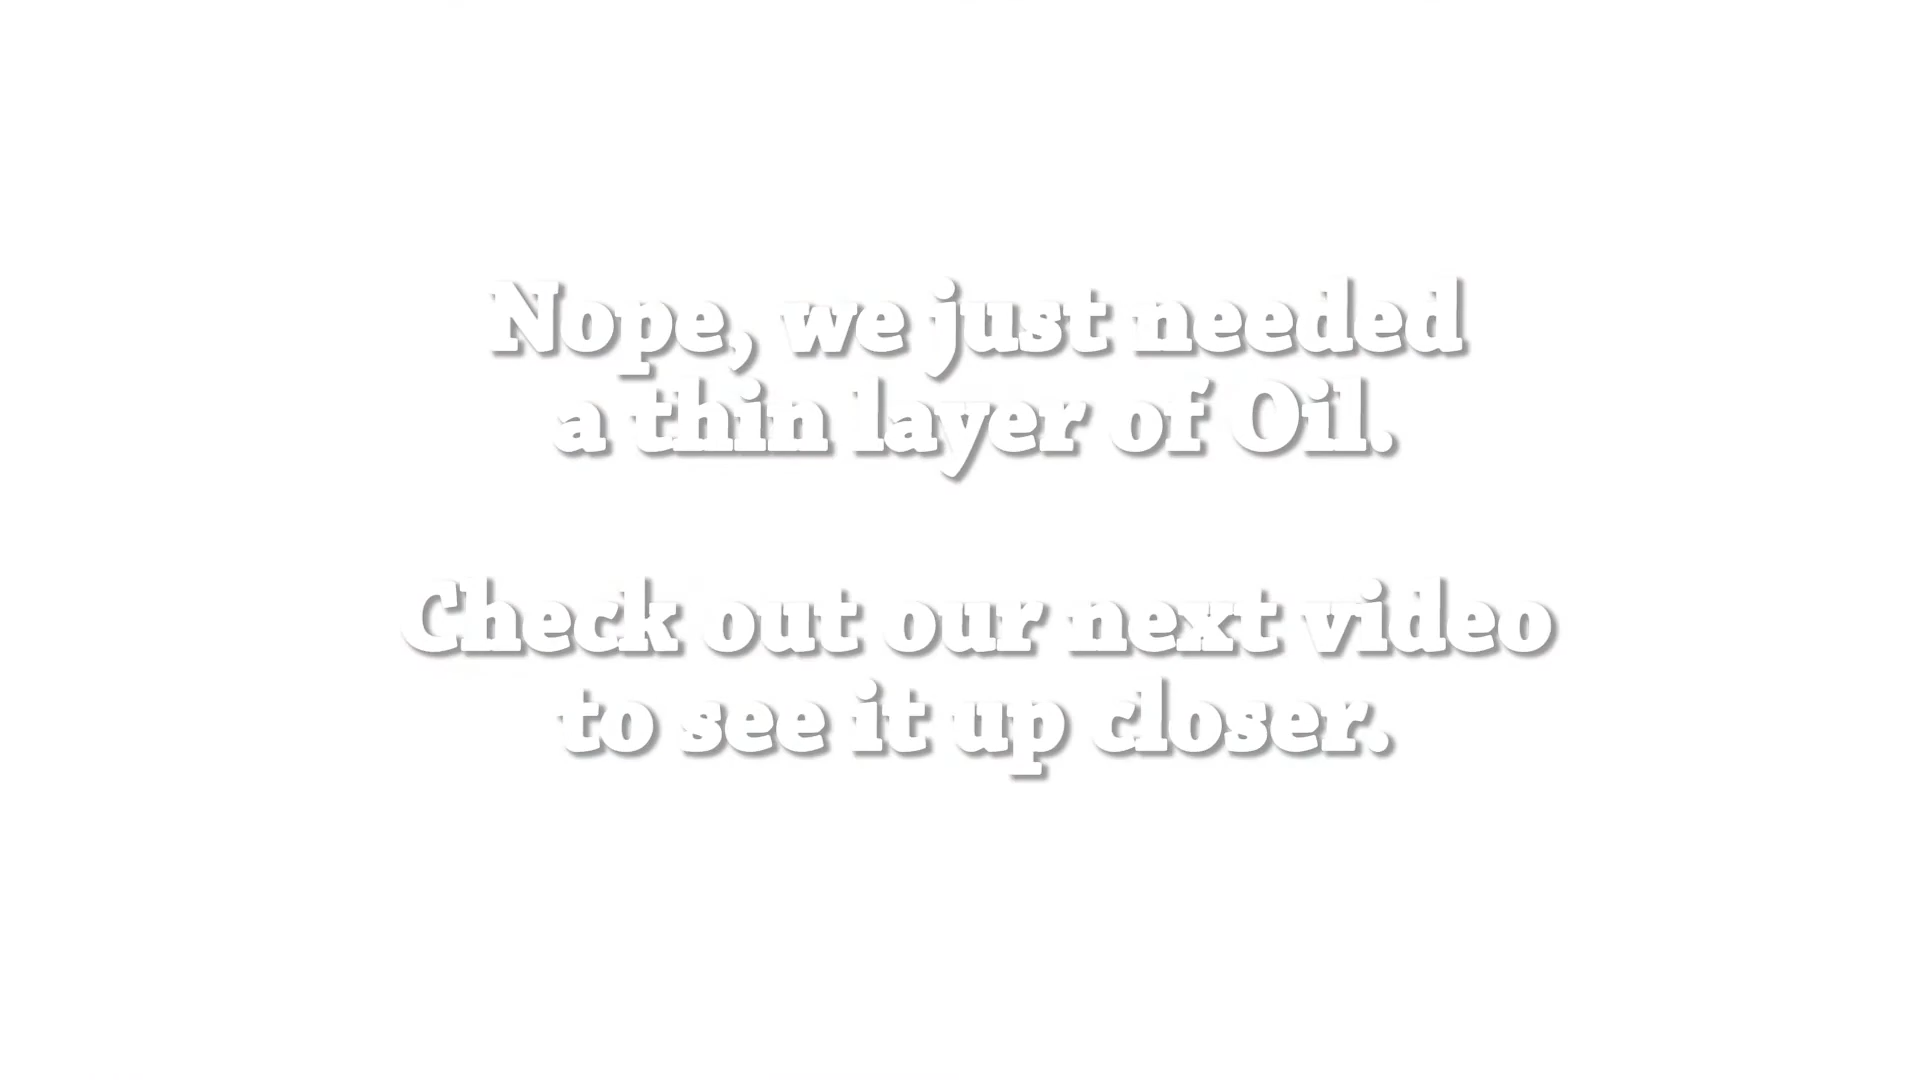 Nope, we just needed
a thin layer of Oil.
Check out our next video
to see it up closer.